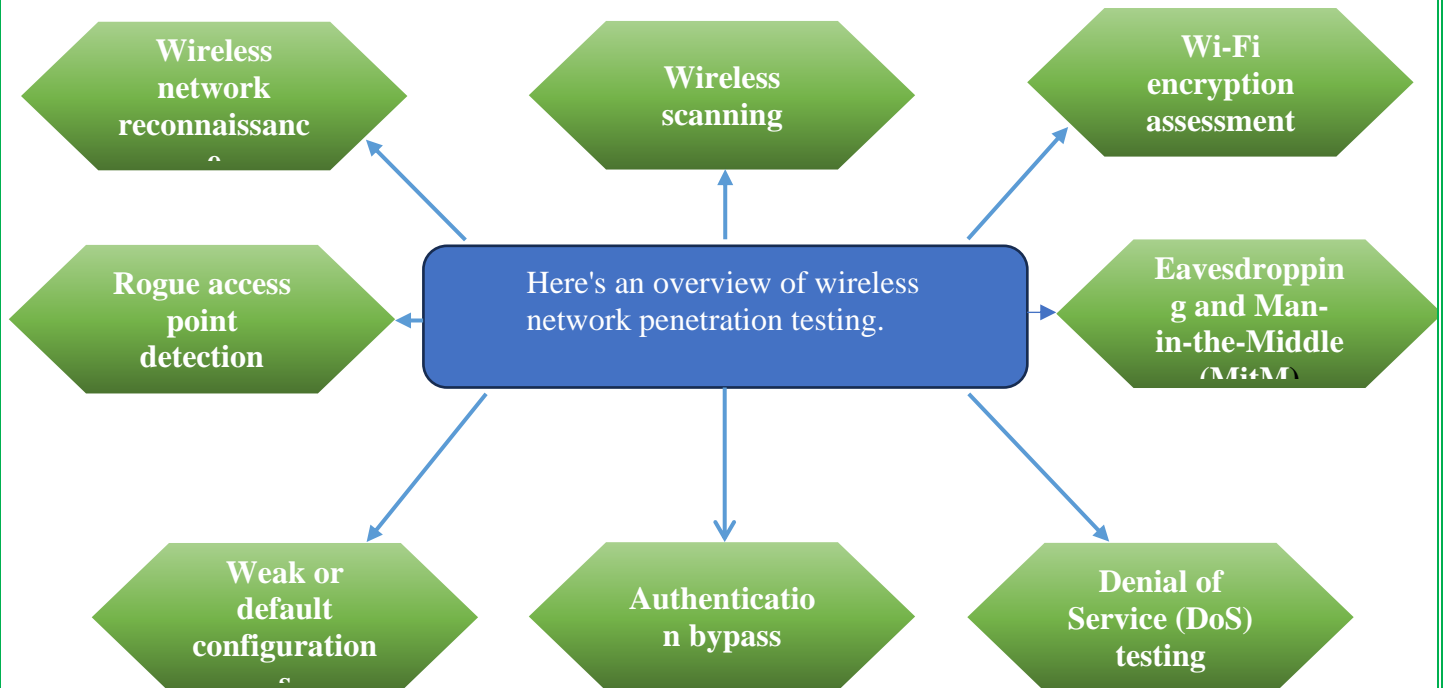 Wireless
network
reconnaissanc
e
Wireless
scanning
Wi-Fi
encryption
assessment
Rogue access
point
detection
Here's an overview of wireless
network penetration testing.
Eavesdroppin
g and Man-
in-the-Middle
(MitM)
Weak or
default
configuration
s
Authenticatio
n bypass
Denial of
Service (DoS)
testing